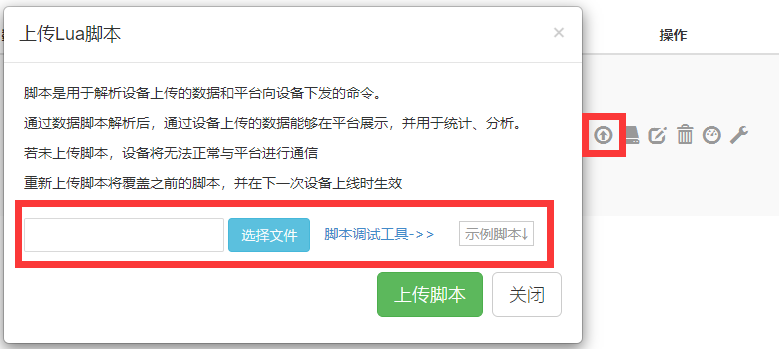 上传Lua脚本
×
操作
脚本是用于解析设备上传的数据和平台向设备下发的命令。
通过数据脚本解析后，通过设备上传的数据能够在平台展示，并用于统计、分析。
若未上传脚本，设备将无法正常与平台进行通信
重新上传脚本将覆盖之前的脚本，并在下一次设备上线时生效
选择文件 脚本调试工具->> 示例脚本↓
上传脚本 关闭